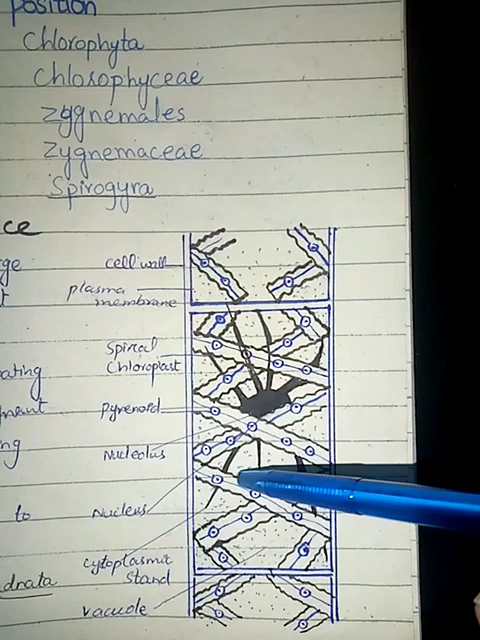 position
Chlorophyta
Chlorophyceae
Zygnemales
Zygnemaceae
Spirogyra
ce
ge
cell wall
t
plasma
membrane
spiral
Chloroplast
ating
ment
pyrenoid
ng
Nucleolus
to
Nucleus
cytoplasmit
stand
drata
vacuole